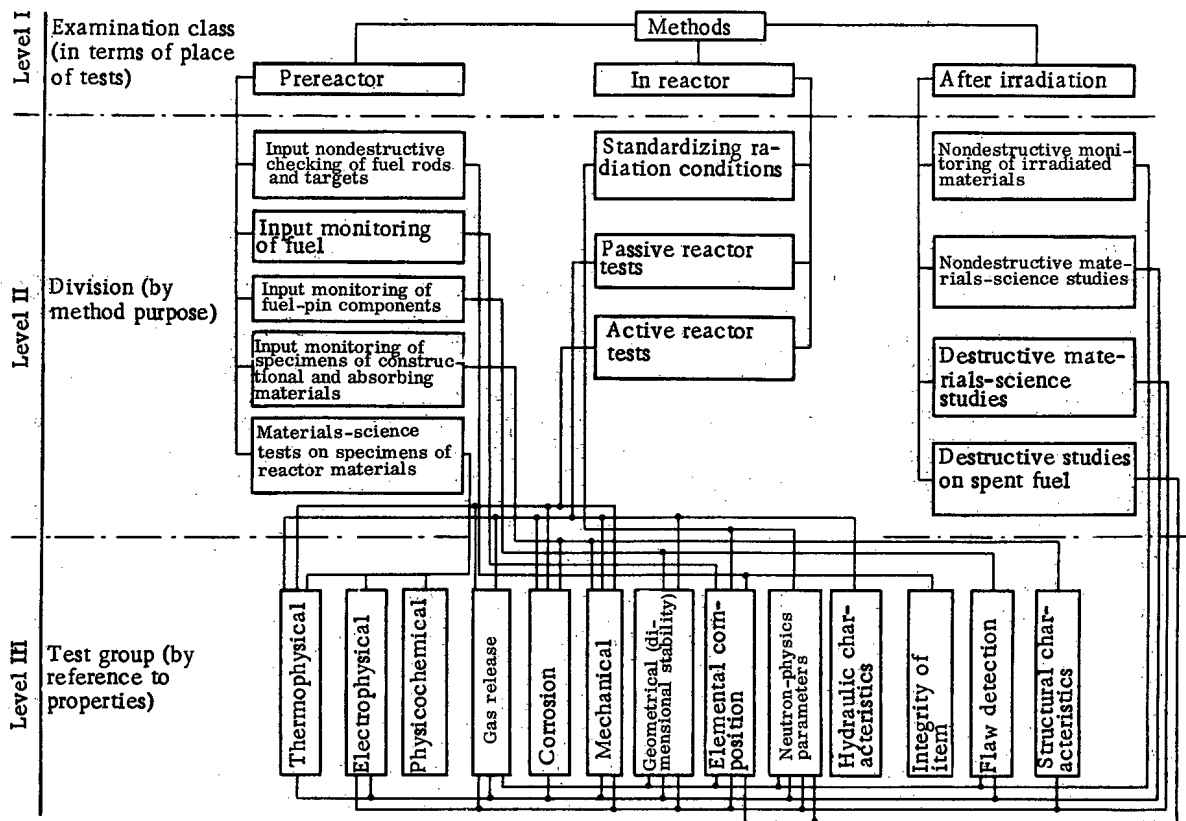 Level I
Examination class
(in terms of place
of tests)
Methods
Prereactor
In reactor
After irradiation
Level II
Division (by
method purpose)
Input nondestructive
checking of fuel rods
and targets
Input monitoring
of fuel
Input monitoring of
fuel-pin components
Input monitoring of
specimens of construc-
tional and absorbing
materials
Materials-science
tests on specimens of
reactor materials
Standardizing ra-
diation conditions
Passive reactor
tests
Active reactor
tests
Nondestructive moni-
toring of irradiated
materials
Nondestructive mate-
rials-science studies
Destructive mate-
rials-science
studies
Destructive studies
on spent fuel
Level III
Test group (by
reference to
properties)
Thermophysical
Electrophysical
Physicochemical
Gas release
Corrosion
Mechanical
Geometrical (di-
mensional stability)
Elemental com-
position
Neutron-physics
parameters
Hydraulic char-
acteristics
Integrity of
item
Flaw detection
Structural char-
acteristics